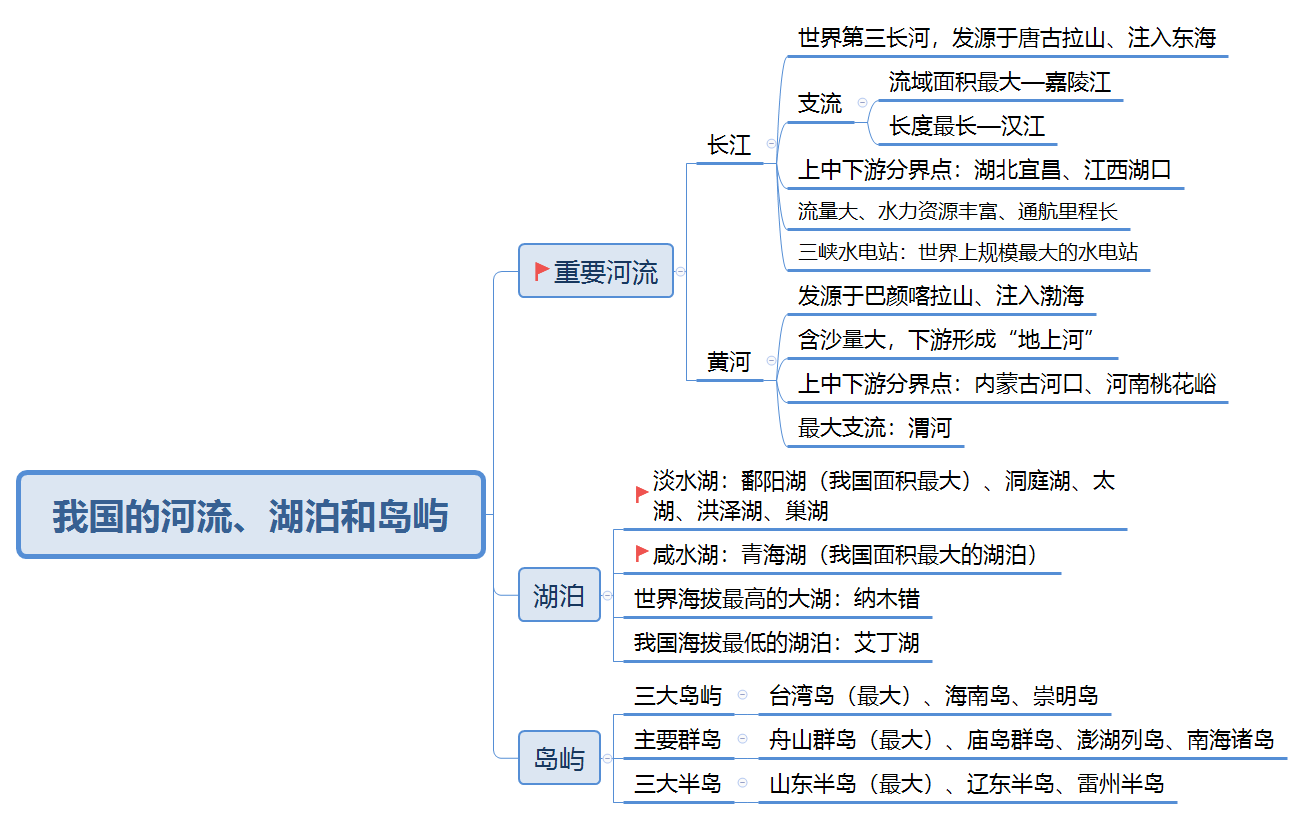 我国的河流、湖泊和岛屿
重要河流
长江
世界第三长河，发源于唐古拉山、注入东海
支流
流域面积最大—嘉陵江
长度最长—汉江
上中下游分界点：湖北宜昌、江西湖口
流量大、水力资源丰富、通航里程长
三峡水电站：世界上规模最大的水电站
黄河
发源于巴颜喀拉山、注入渤海
含沙量大，下游形成“地上河”
上中下游分界点：内蒙古河口、河南桃花峪
最大支流：渭河
湖泊
淡水湖：鄱阳湖（我国面积最大）、洞庭湖、太
湖、洪泽湖、巢湖
咸水湖：青海湖（我国面积最大的湖泊）
世界海拔最高的大湖：纳木错
我国海拔最低的湖泊：艾丁湖
岛屿
三大岛屿
台湾岛（最大）、海南岛、崇明岛
主要群岛
舟山群岛（最大）、庙岛群岛、澎湖列岛、南海诸岛
三大半岛
山东半岛（最大）、辽东半岛、雷州半岛